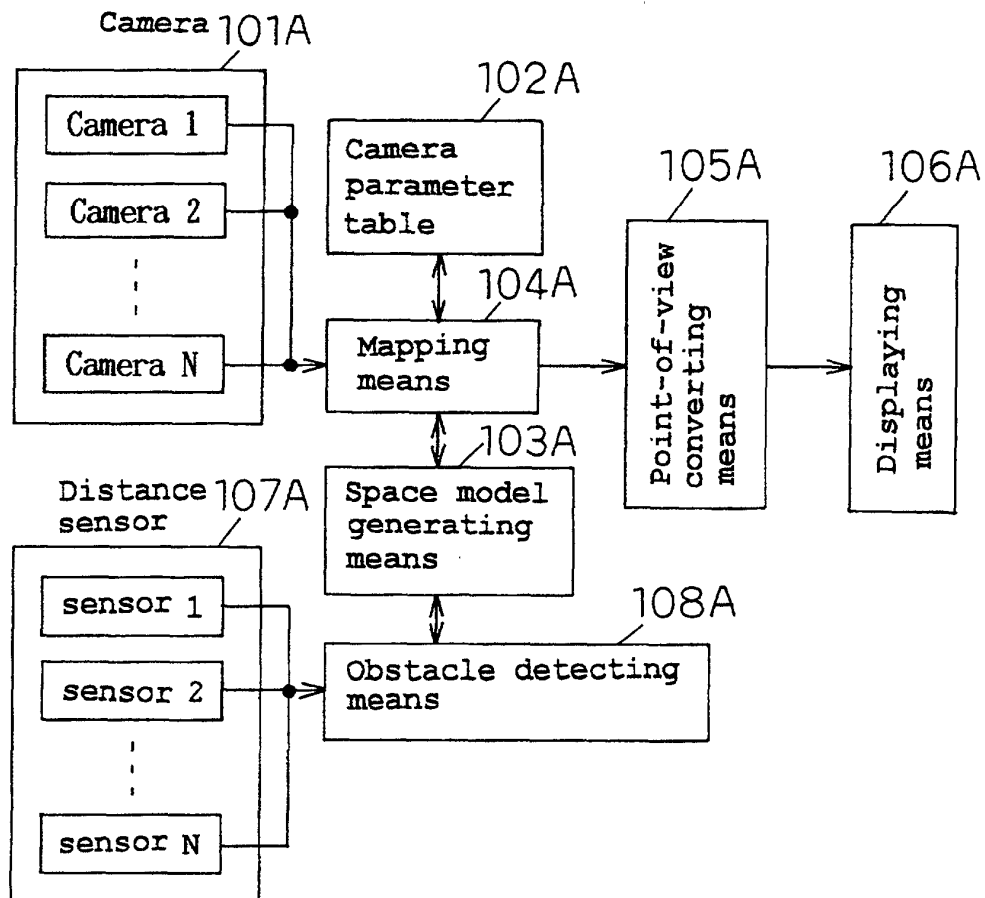 Camera 101A
Camera 1
Camera 2
Camera N
102A
Camera
parameter
table
104A
Mapping
means
105A
Point-of-view
converting
means
106A
Displaying
means
103A
Space model
generating
means
Distance
sensor
107A
sensor 1
sensor 2
sensor N
108A
Obstacle detecting
means